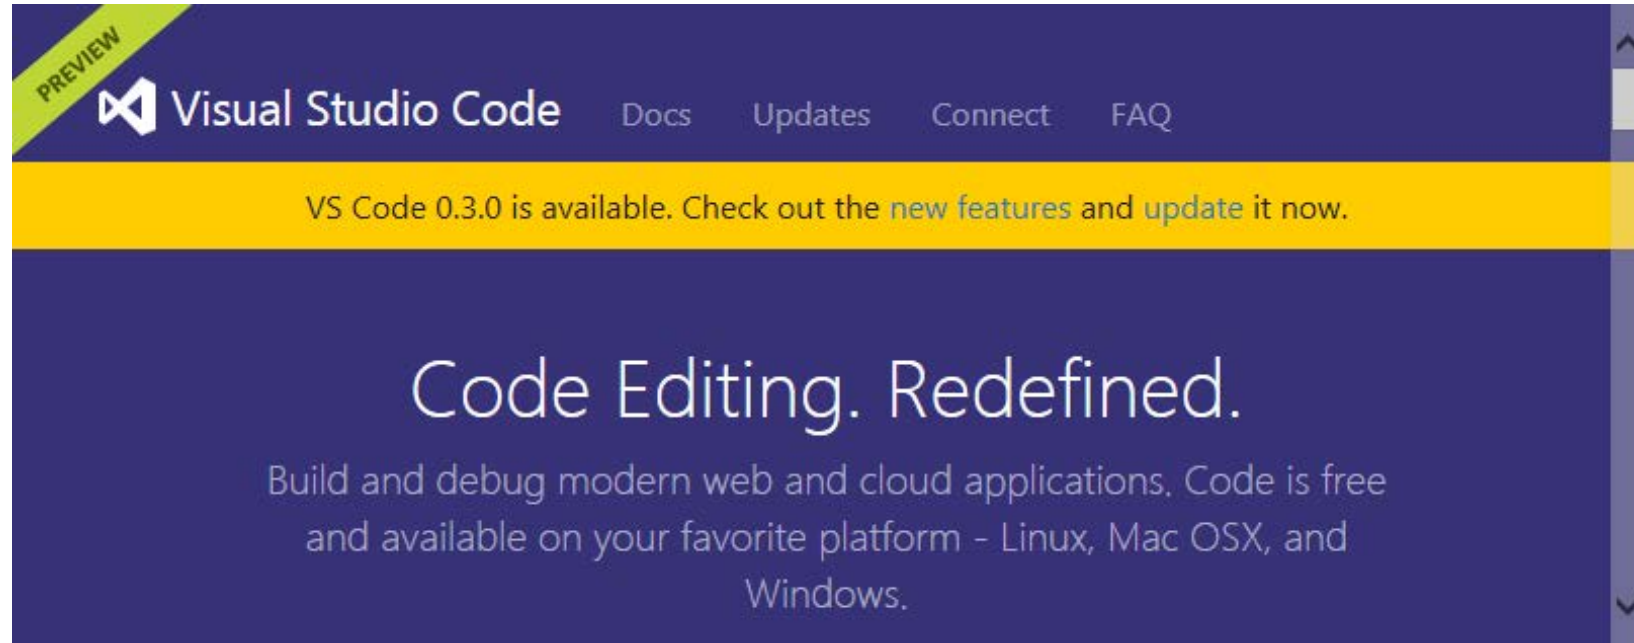 PREVIEW
Visual Studio Code Docs Updates Connect FAQ
VS Code 0.3.0 is available. Check out the new features and update it now.
Code Editing. Redefined.
Build and debug modern web and cloud applications. Code is free
and available on your favorite platform - Linux, Mac OSX, and
Windows.